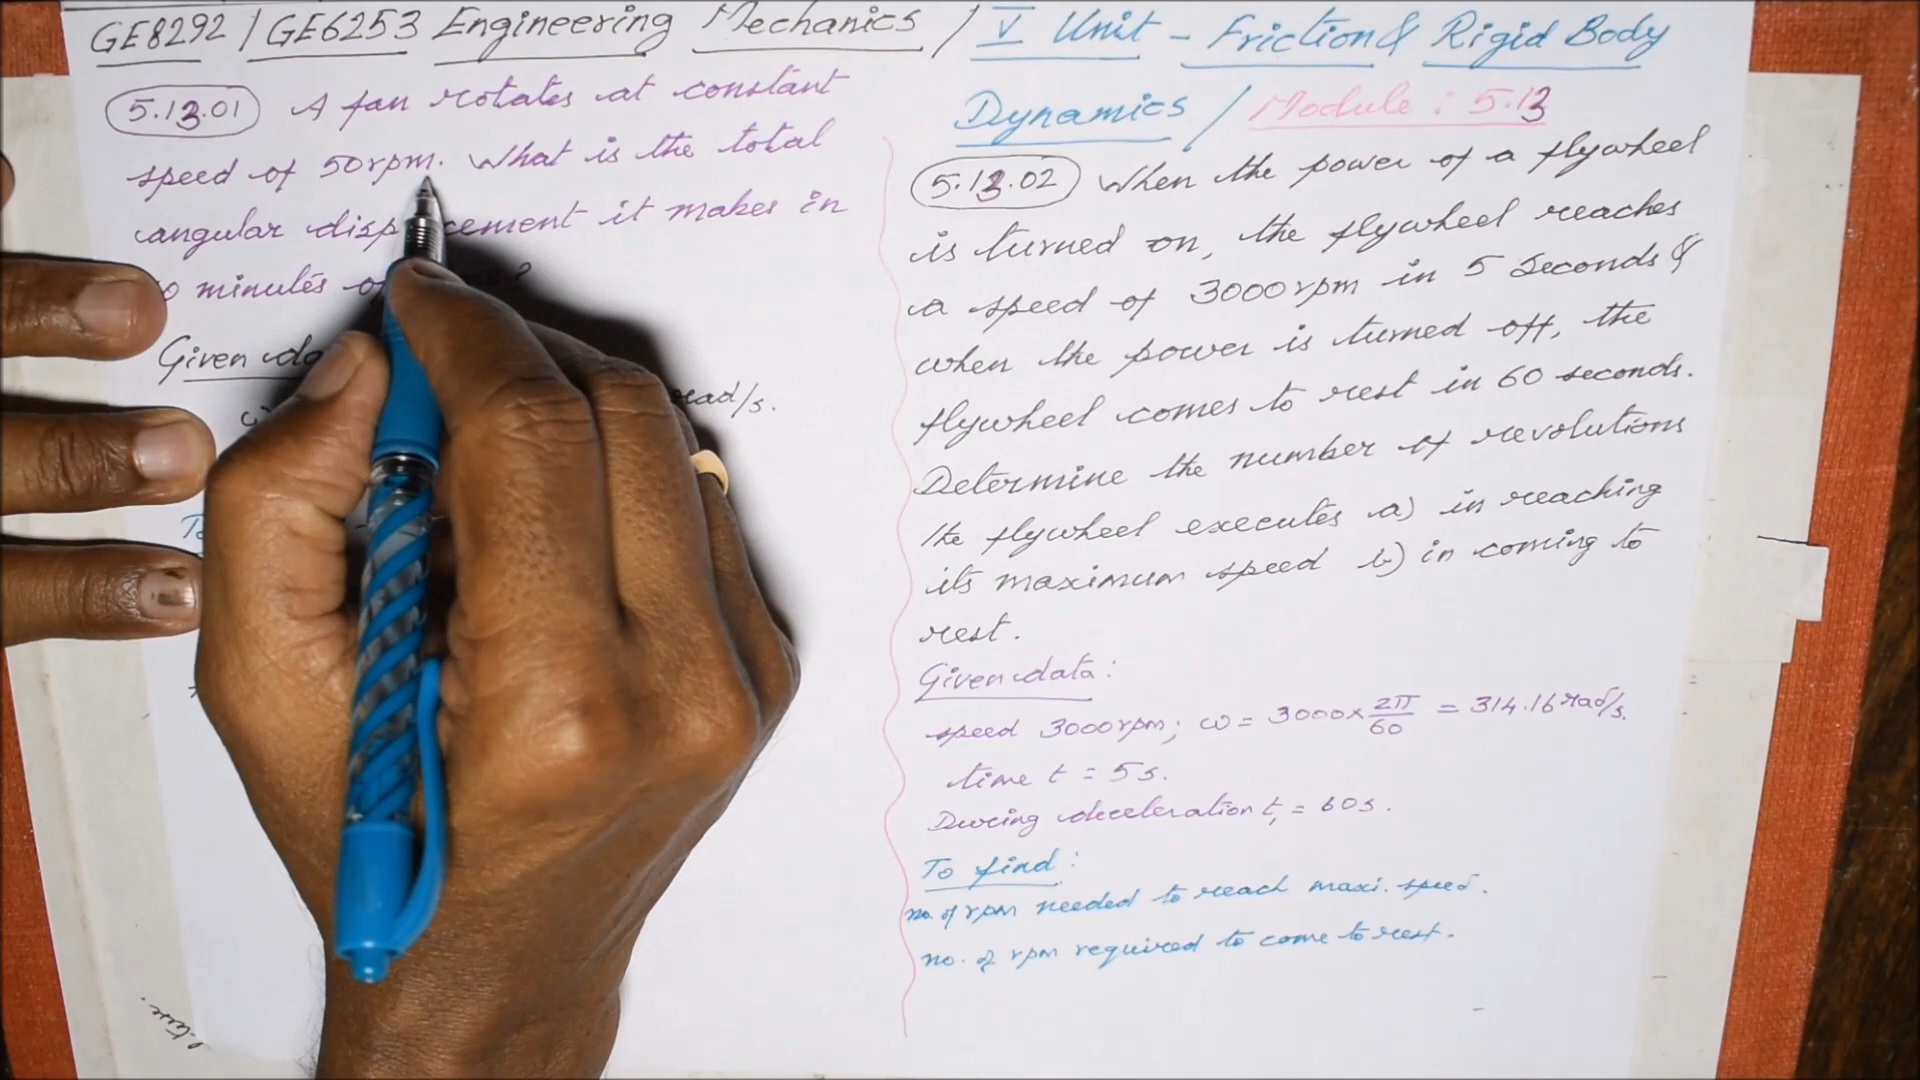 GE8292 / GE6253 Engineering Mechanics / V Unit - Friction & Rigid Body
Dynamics / Module : 5.13
5.13.01 A fan rotates at constant
speed of 50rpm. What is the total
angular displacement it makes in
minutes of ?
Given
rad/s.
5.13.02 When the power of a flywheel
is turned on, the flywheel reaches
a speed of 3000rpm in 5 seconds &
when the power is turned off, the
flywheel comes to rest in 60 seconds.
Determine the number of revolutions
the flywheel executes a) in reaching
its maximum speed b) in coming to
rest.
Given data :
speed 3000rpm; ω = 3000 × 2π/60 = 314.16 rad/s.
time t = 5s.
During deceleration t, = 60s.
To find :
no. of rpm needed to reach maxi. speed.
no. of rpm required to come to rest.